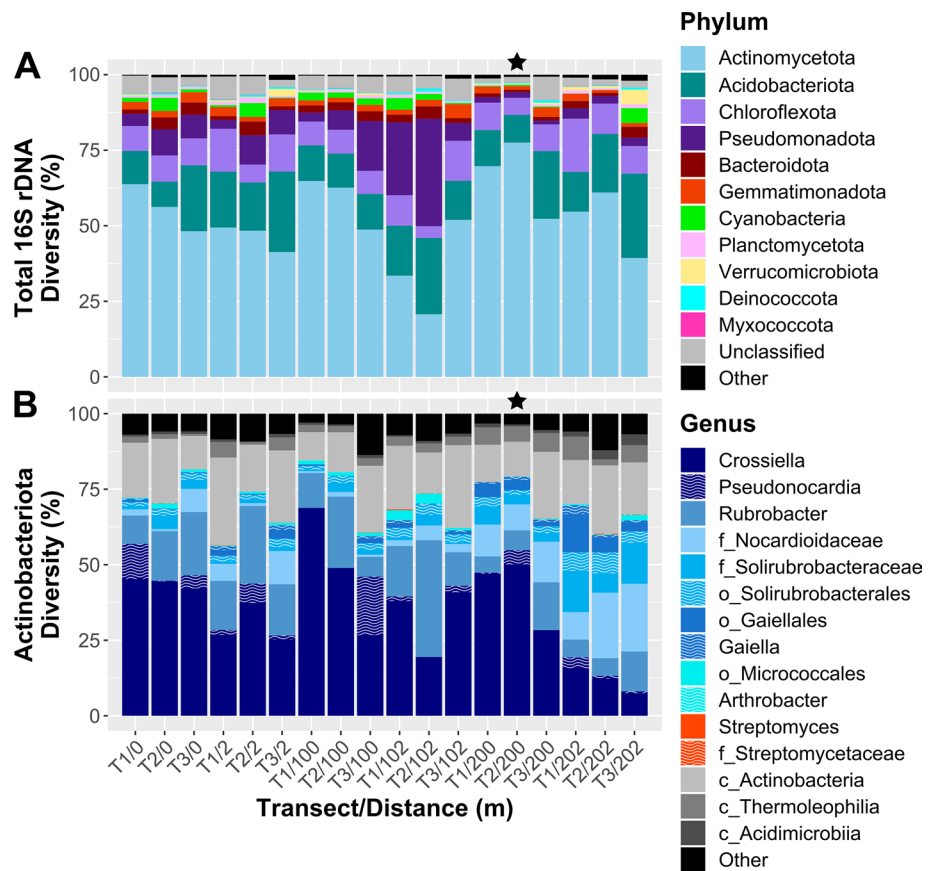 A
Total 16S rDNA
Diversity (%)
100
75
50
25
0
B
Actinobacteriota
Diversity (%)
100
75
50
25
0
T1/0
T2/0
T3/0
T1/2
T2/2
T3/2
T1/100
T2/100
T3/100
T1/102
T2/102
T3/102
T1/200
T2/200
T3/200
T1/202
T2/202
T3/202
Transect/Distance (m)
Phylum
Actinomycetota
Acidobacteriota
Chloroflexota
Pseudomonadota
Bacteroidota
Gemmatimonadota
Cyanobacteria
Planctomycetota
Verrucomicrobiota
Deinococcota
Myxococcota
Unclassified
Other
Genus
Crossiella
Pseudonocardia
Rubrobacter
f_Nocardioidaceae
f_Solirubrobacteraceae
o_Solirubrobacterales
o_Gaiellales
Gaiella
o_Micrococcales
Arthrobacter
Streptomyces
f_Streptomycetaceae
c_Actinobacteria
c_Thermoleophilia
c_Acidimicrobiia
Other